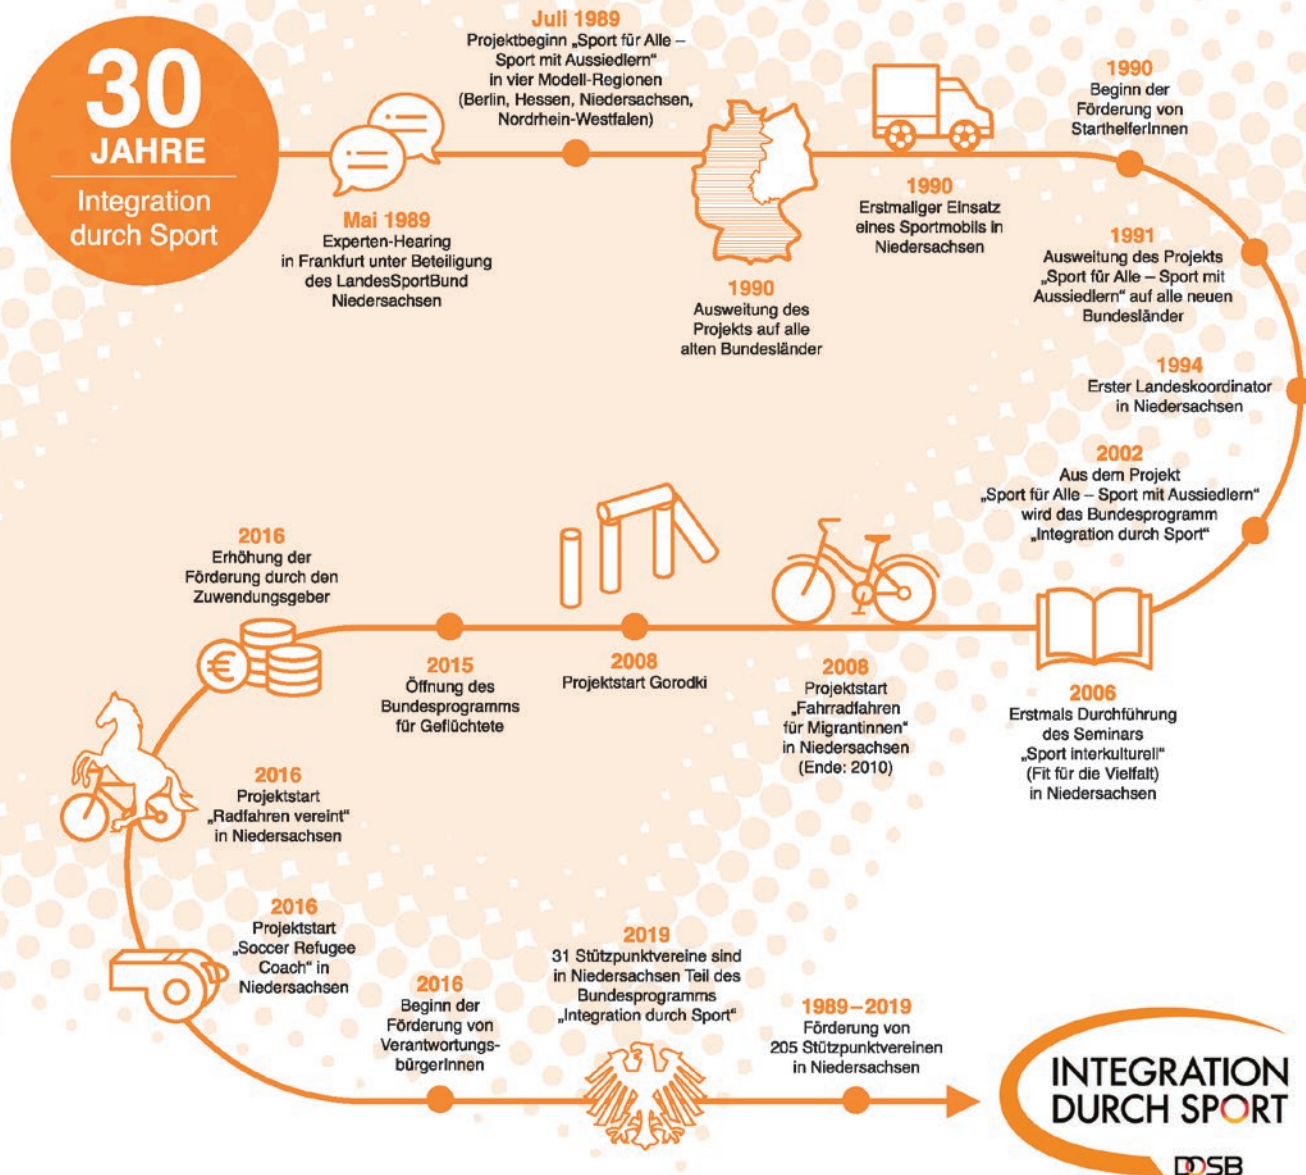 30
JAHRE
Integration
durch Sport
Mai 1989
Experten-Hearing
in Frankfurt unter Beteiligung
des LandesSportBund
Niedersachsen
Juli 1989
Projektbeginn „Sport für Alle –
Sport mit Aussiedlern“
in vier Modell-Regionen
(Berlin, Hessen, Niedersachsen,
Nordrhein-Westfalen)
1990
Ausweitung des
Projekts auf alle
alten Bundesländer
1990
Erstmaliger Einsatz
eines Sportmobils in
Niedersachsen
1990
Beginn der
Förderung von
StarthelferInnen
1991
Ausweitung des Projekts
„Sport für Alle – Sport mit
Aussiedlern“ auf alle neuen
Bundesländer
1994
Erster Landeskoordinator
in Niedersachsen
2002
Aus dem Projekt
„Sport für Alle – Sport mit Aussiedlern“
wird das Bundesprogramm
„Integration durch Sport“
2006
Erstmals Durchführung
des Seminars
„Sport interkulturell“
(Fit für die Vielfalt)
in Niedersachsen
2008
Projektstart
„Fahrradfahren
für Migrantinnen“
in Niedersachsen
(Ende: 2010)
2008
Projektstart Gorodki
2015
Öffnung des
Bundesprogramms
für Geflüchtete
2016
Erhöhung der
Förderung durch den
Zuwendungsgeber
€
2016
Projektstart
„Radfahren vereint“
in Niedersachsen
2016
Projektstart
„Soccer Refugee
Coach“ in
Niedersachsen
2016
Beginn der
Förderung von
Verantwortungs-
bürgerInnen
2019
31 Stützpunktvereine sind
in Niedersachsen Teil des
Bundesprogramms
„Integration durch Sport“
1989–2019
Förderung von
205 Stützpunktvereinen
in Niedersachsen
INTEGRATION
DURCH SPORT
DOSB